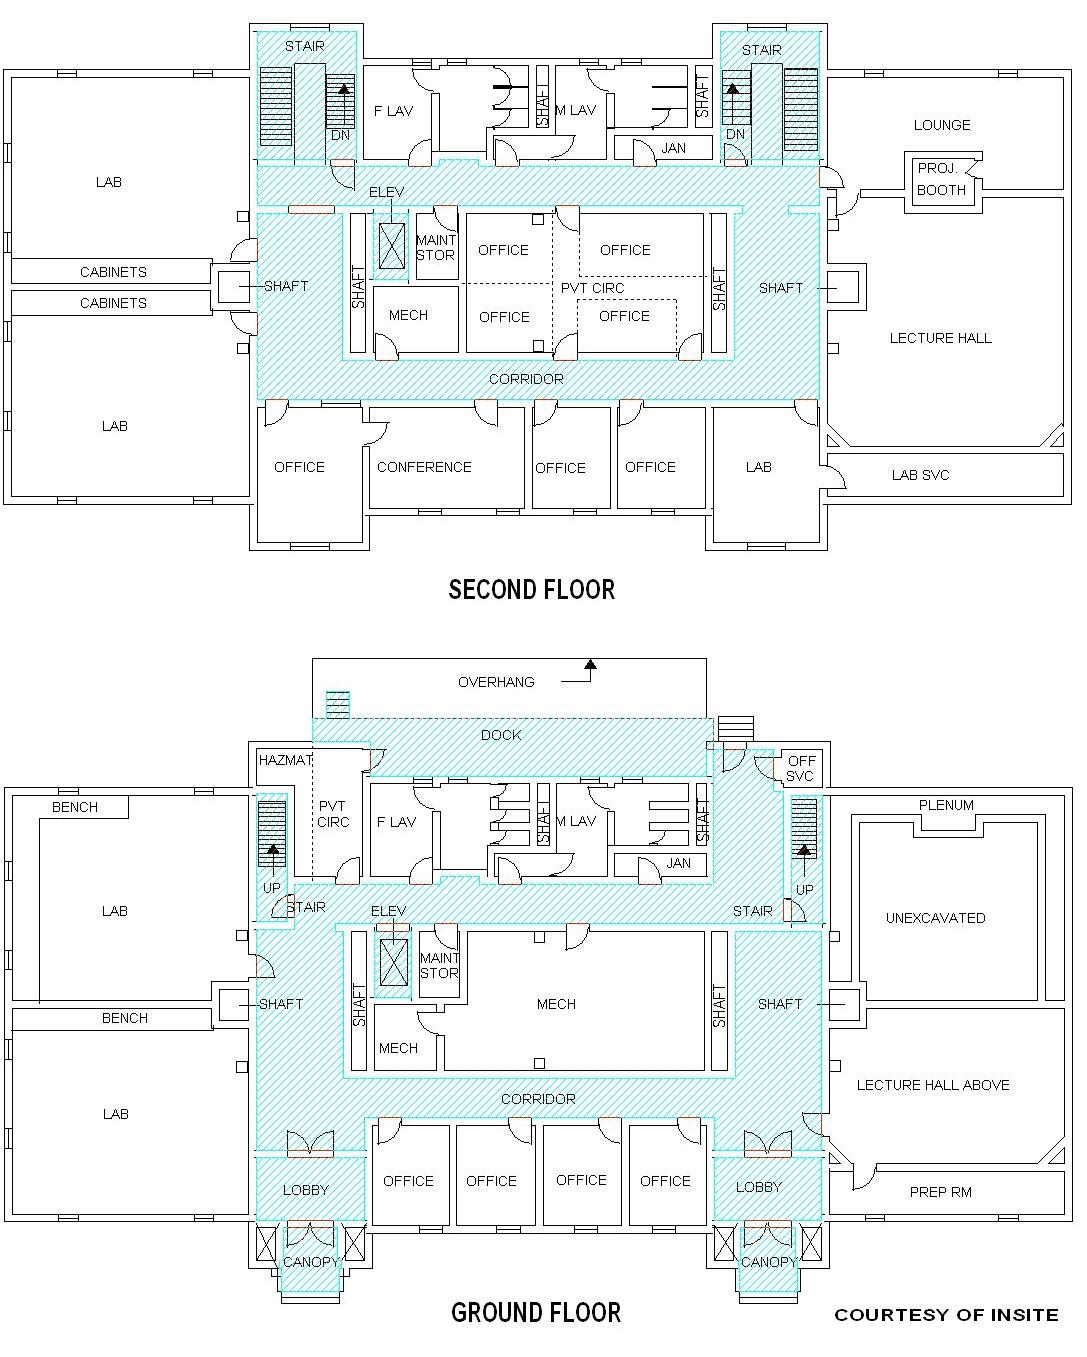 STAIR
STAIR
F LAV
SHAFT
M LAV
SHAFT
DN
DN
JAN
LOUNGE
PROJ.
BOOTH
LAB
ELEV
MAINT
STOR
OFFICE
OFFICE
CABINETS
SHAFT
SHAFT
PVT CIRC
SHAFT
SHAFT
CABINETS
MECH
OFFICE
OFFICE
LECTURE HALL
CORRIDOR
LAB
OFFICE
CONFERENCE
OFFICE
OFFICE
LAB
LAB SVC
SECOND FLOOR
OVERHANG
DOCK
HAZMAT
OFF
SVC
BENCH
PVT
CIRC
F LAV
SHAFT
M LAV
SHAFT
PLENUM
JAN
UP
UP
STAIR
ELEV
STAIR
LAB
UNEXCAVATED
MAINT
STOR
SHAFT
SHAFT
MECH
SHAFT
SHAFT
BENCH
MECH
LECTURE HALL ABOVE
CORRIDOR
LAB
LOBBY
OFFICE
OFFICE
OFFICE
OFFICE
LOBBY
PREP RM
CANOPY
CANOPY
GROUND FLOOR
COURTESY OF INSITE